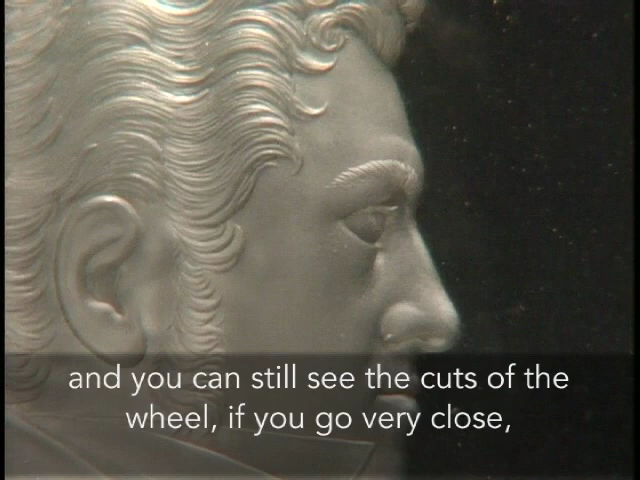 and you can still see the cuts of the
wheel, if you go very close,